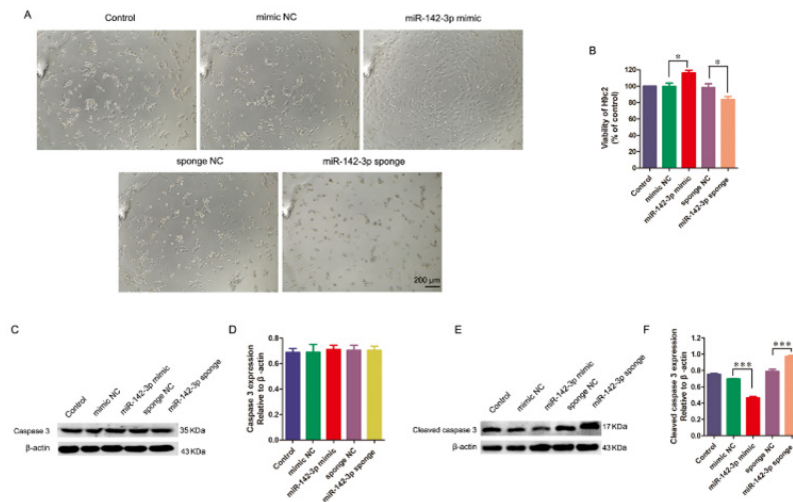 A
Control
mimic NC
miR-142-3p mimic
sponge NC
miR-142-3p sponge
200 μm
B
Viability of H9c2
(% of control)
120
100
80
60
40
20
0
*
*
Control
mimic NC
miR-142-3p mimic
sponge NC
miR-142-3p sponge
C
Control
mimic NC
miR-142-3p mimic
sponge NC
miR-142-3p sponge
Caspase 3
35 KDa
β-actin
43 KDa
D
Caspase 3 expression
Relative to β -actin
0.8
0.6
0.4
0.2
0.0
Control
mimic NC
miR-142-3p mimic
sponge NC
miR-142-3p sponge
E
Control
mimic NC
miR-142-3p mimic
sponge NC
miR-142-3p sponge
Cleaved caspase 3
17 KDa
β-actin
43 KDa
F
Cleaved caspase 3 expression
Relative to β -actin
1.2
1.0
0.8
0.6
0.4
0.2
0.0
***
***
Control
mimic NC
miR-142-3p mimic
sponge NC
miR-142-3p sponge